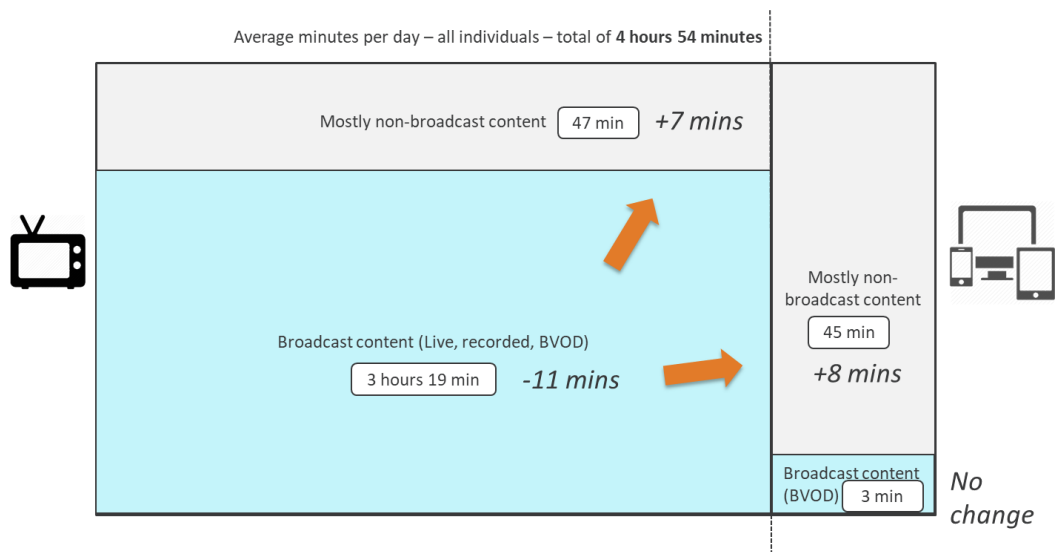 Average minutes per day – all individuals – total of 4 hours 54 minutes
Mostly non-broadcast content 47 min +7 mins
Broadcast content (Live, recorded, BVOD)
3 hours 19 min -11 mins
Mostly non-
broadcast content
45 min
+8 mins
Broadcast content
(BVOD) 3 min
No
change